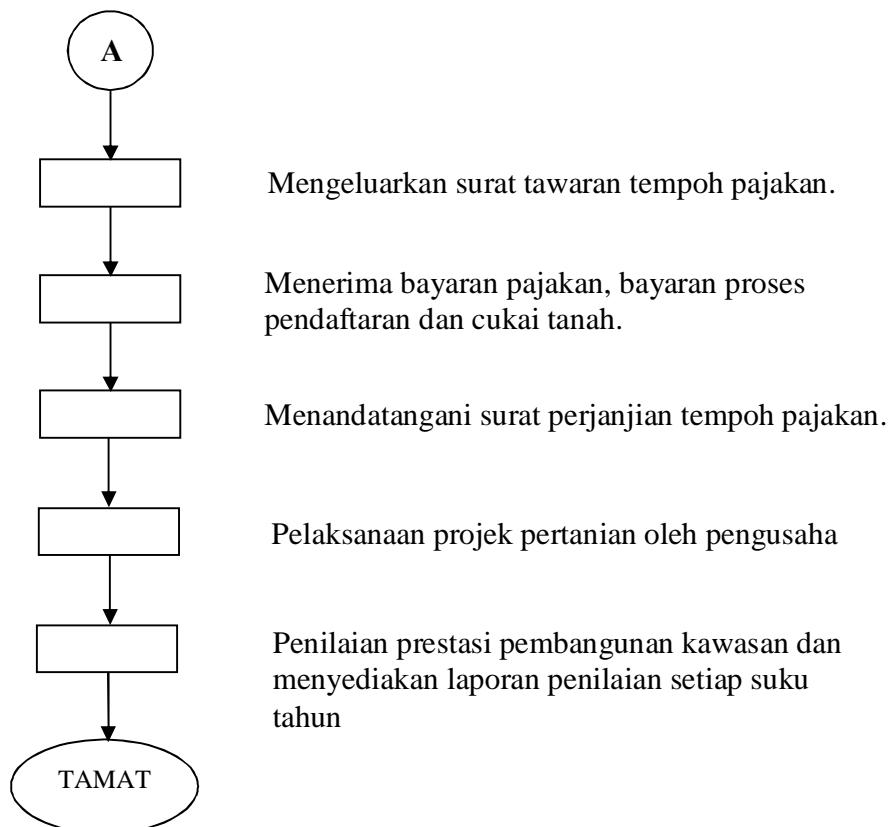 A
Mengeluarkan surat tawaran tempoh pajakan.
Menerima bayaran pajakan, bayaran proses
pendaftaran dan cukai tanah.
Menandatangani surat perjanjian tempoh pajakan.
Pelaksanaan projek pertanian oleh pengusaha
Penilaian prestasi pembangunan kawasan dan
menyediakan laporan penilaian setiap suku
tahun
TAMAT